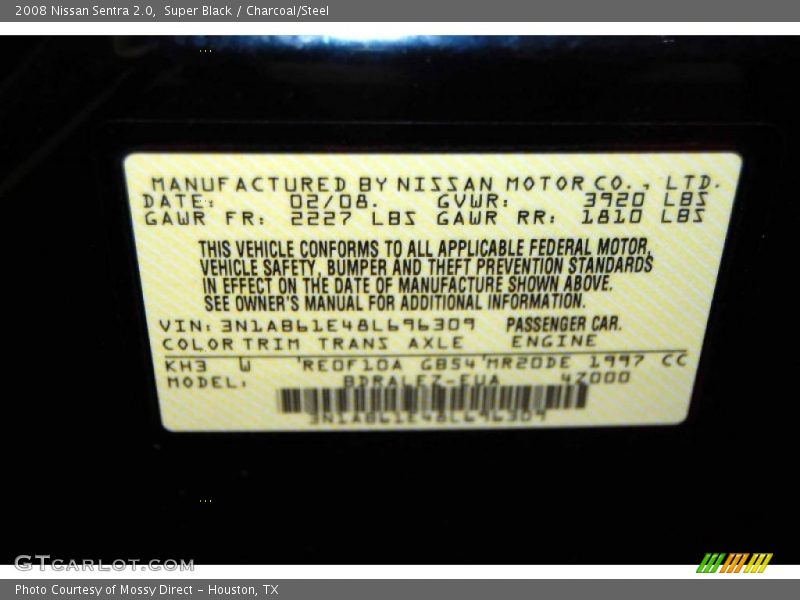 2008 Nissan Sentra 2.0,  Super Black / Charcoal/Steel
MANUFACTURED BY NISSAN MOTOR CO., LTD.
DATE: 02/08. GVWR: 3920 LBS
GAWR FR: 2227 LBS GAWR RR: 1810 LBS
THIS VEHICLE CONFORMS TO ALL APPLICABLE FEDERAL MOTOR,
VEHICLE SAFETY, BUMPER AND THEFT PREVENTION STANDARDS
IN EFFECT ON THE DATE OF MANUFACTURE SHOWN ABOVE.
SEE OWNER'S MANUAL FOR ADDITIONAL INFORMATION.
VIN: 3N1AB61E48L696309 PASSENGER CAR.
COLOR TRIM TRANS AXLE ENGINE
KH3 W RE0F10A GB54 MR20DE 1997 CC
MODEL: BDRALEZ-EUA 4Z000
3N1AB61E48L696309
GTCARLOT.COM
Photo Courtesy of Mossy Direct – Houston, TX